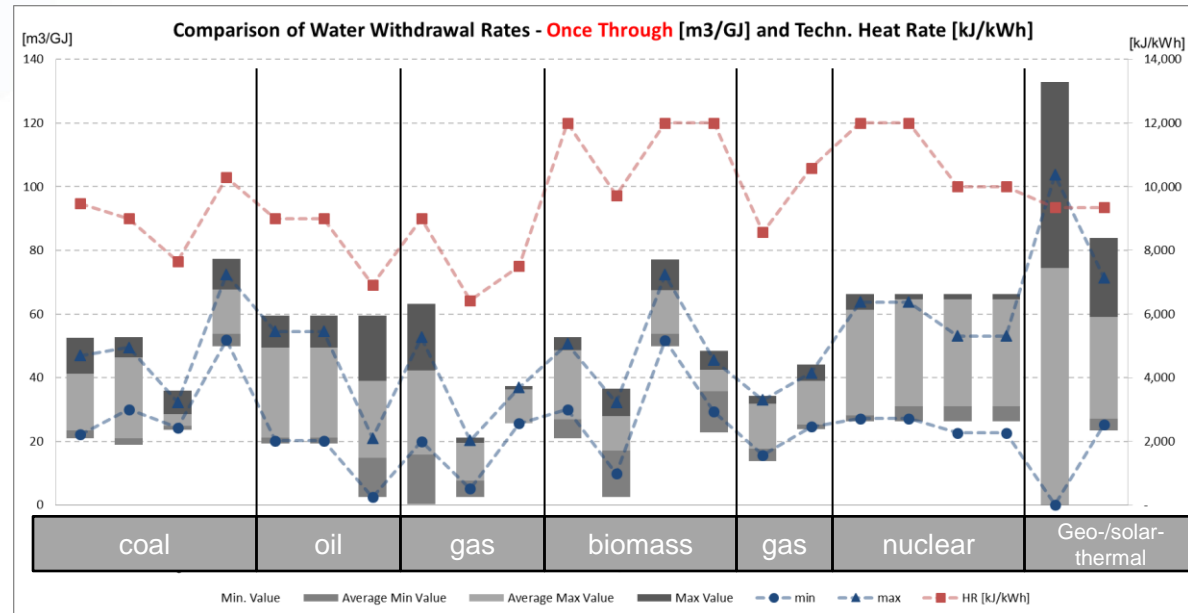 Comparison of Water Withdrawal Rates - Once Through [m3/GJ] and Techn. Heat Rate [kJ/kWh]
[m3/GJ]
[kJ/kWh]
140
14,000
120
12,000
100
10,000
80
8,000
60
6,000
40
4,000
20
2,000
0
-
coal
oil
gas
biomass
gas
nuclear
Geo-/solar-
thermal
Min. Value
Average Min Value
Average Max Value
Max Value
min
max
HR [kJ/kWh]